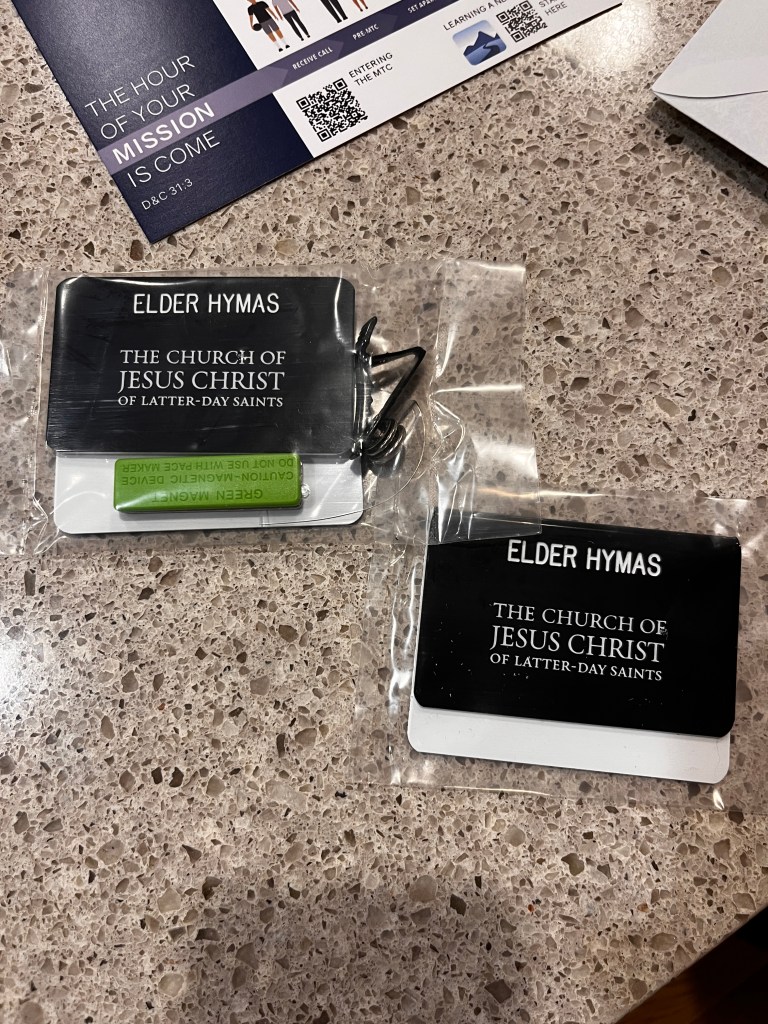 THE HOUR
OF YOUR
MISSION
IS COME
D&C 31:3
RECEIVE CALL
PRE-MTC
ENTERING
THE MTC
HERE
ELDER HYMAS
THE CHURCH OF
JESUS CHRIST
OF LATTER-DAY SAINTS
GREEN MAGNET
CAUTION-MAGNETIC DEVICE
DO NOT USE WITH PACE MAKER
ELDER HYMAS
THE CHURCH OF
JESUS CHRIST
OF LATTER-DAY SAINTS